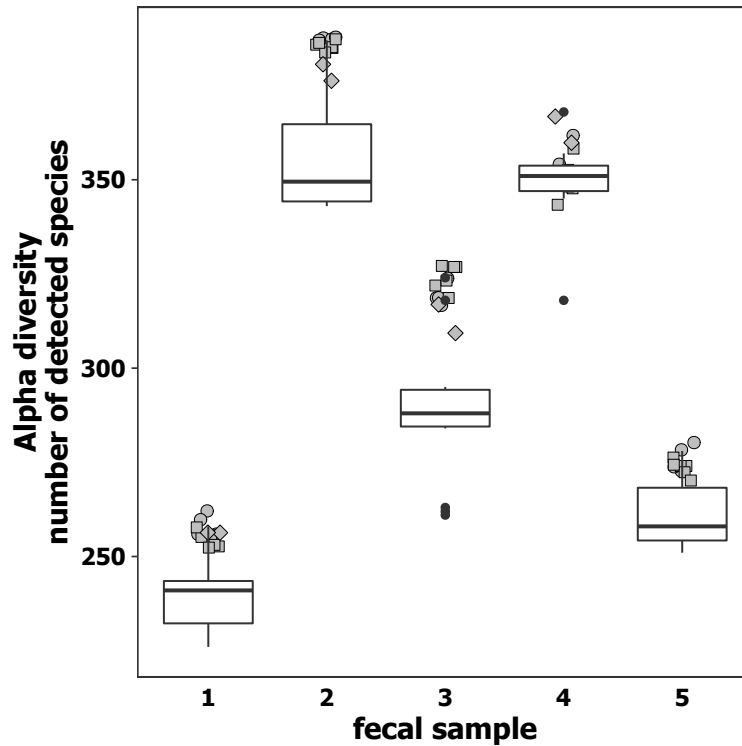 Alpha diversity
number of detected species
350
300
250
1 2 3 4 5
fecal sample